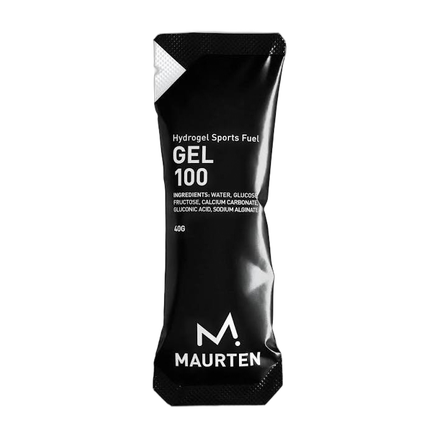 Hydrogel Sports Fuel
GEL
100
INGREDIENTS: WATER, GLUCOSE,
FRUCTOSE, CALCIUM CARBONATE,
GLUCONIC ACID, SODIUM ALGINATE
40G
MAURTEN